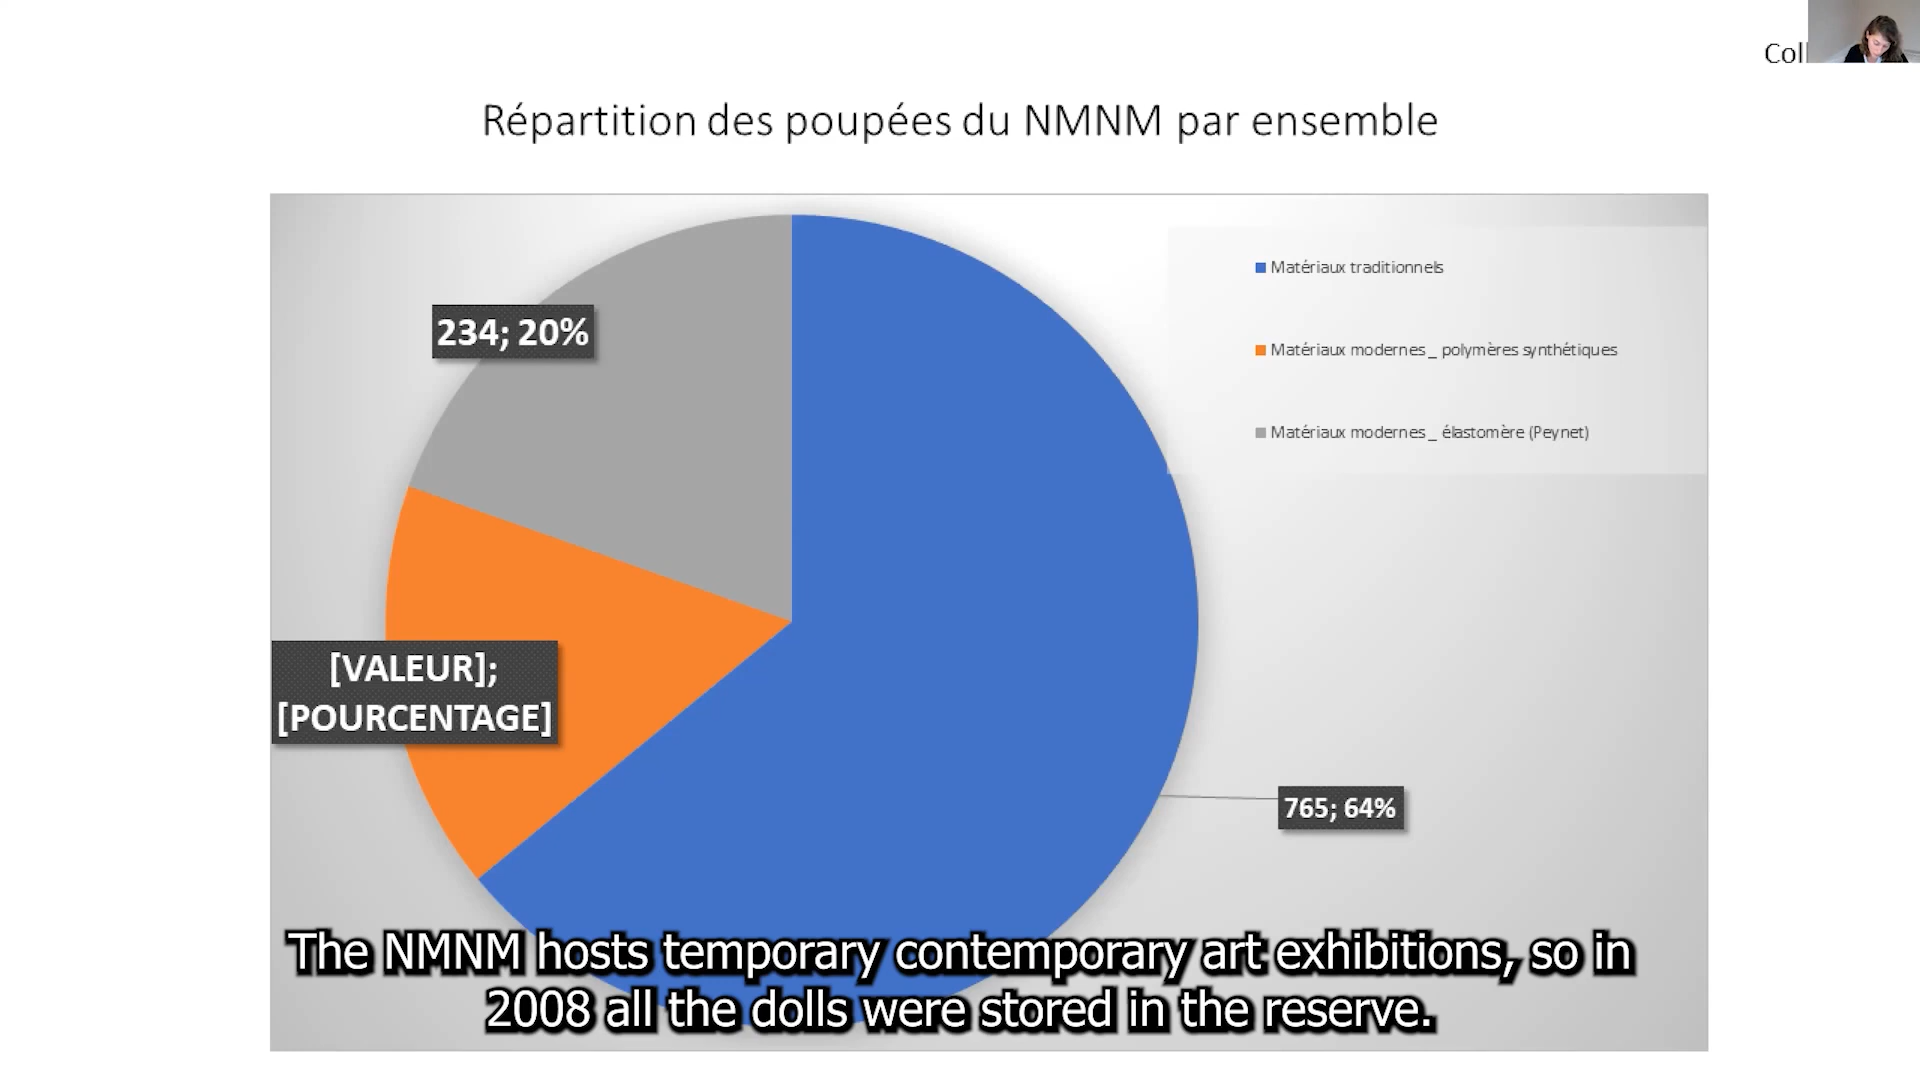 Coll
Répartition des poupées du NMNM par ensemble
Matériaux traditionnels
Matériaux modernes _ polymères synthétiques
Matériaux modernes _ élastomère (Peynet)
234; 20%
[VALEUR];
[POURCENTAGE]
765; 64%
The NMNM hosts temporary contemporary art exhibitions, so in
2008 all the dolls were stored in the reserve.